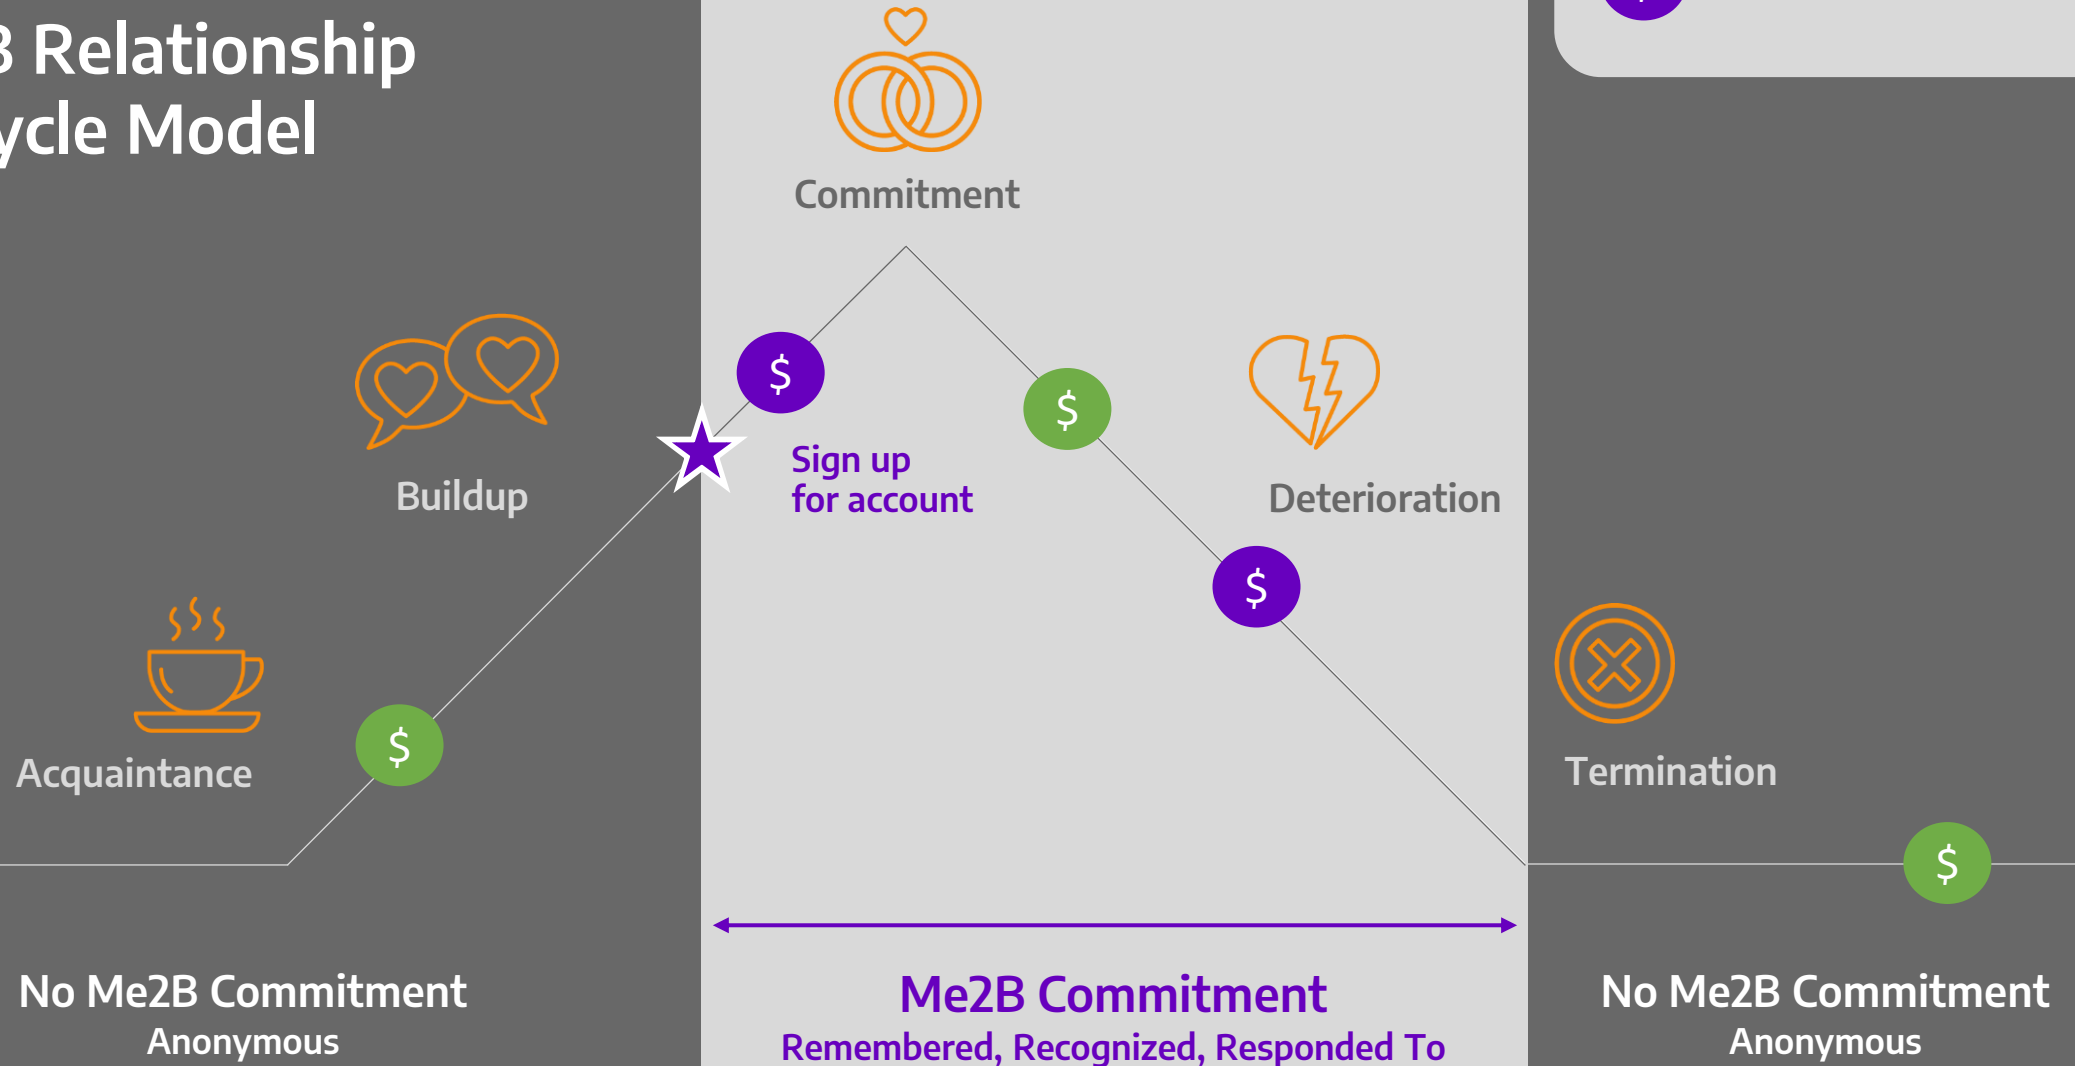 B Relationship
ycle Model
Commitment
$
$
Sign up
for account
Buildup
Deterioration
$
$
Acquaintance
Termination
$
No Me2B Commitment
Anonymous
Me2B Commitment
Remembered, Recognized, Responded To
No Me2B Commitment
Anonymous